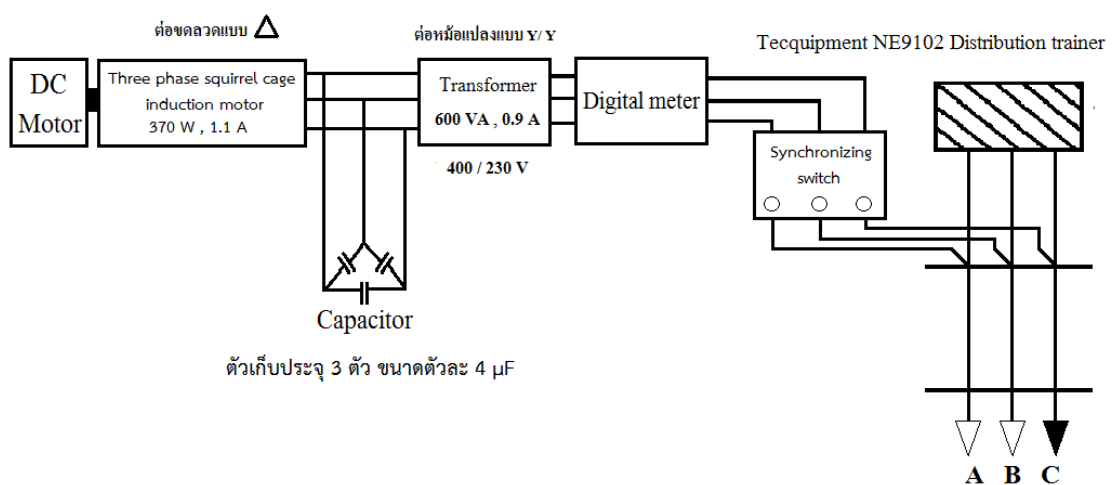 ต่อขดลวดแบบ
ต่อหม้อแปลงแบบ Y/ Y
Tecquipment NE9102 Distribution trainer
DC
Motor
Three phase squirrel cage
induction motor
370 W , 1.1 A
Transformer
600 VA , 0.9 A
400 / 230 V
Digital meter
Synchronizing
switch
Capacitor
ตัวเก็บประจุ 3 ตัว ขนาดตัวละ 4 µF
A B C